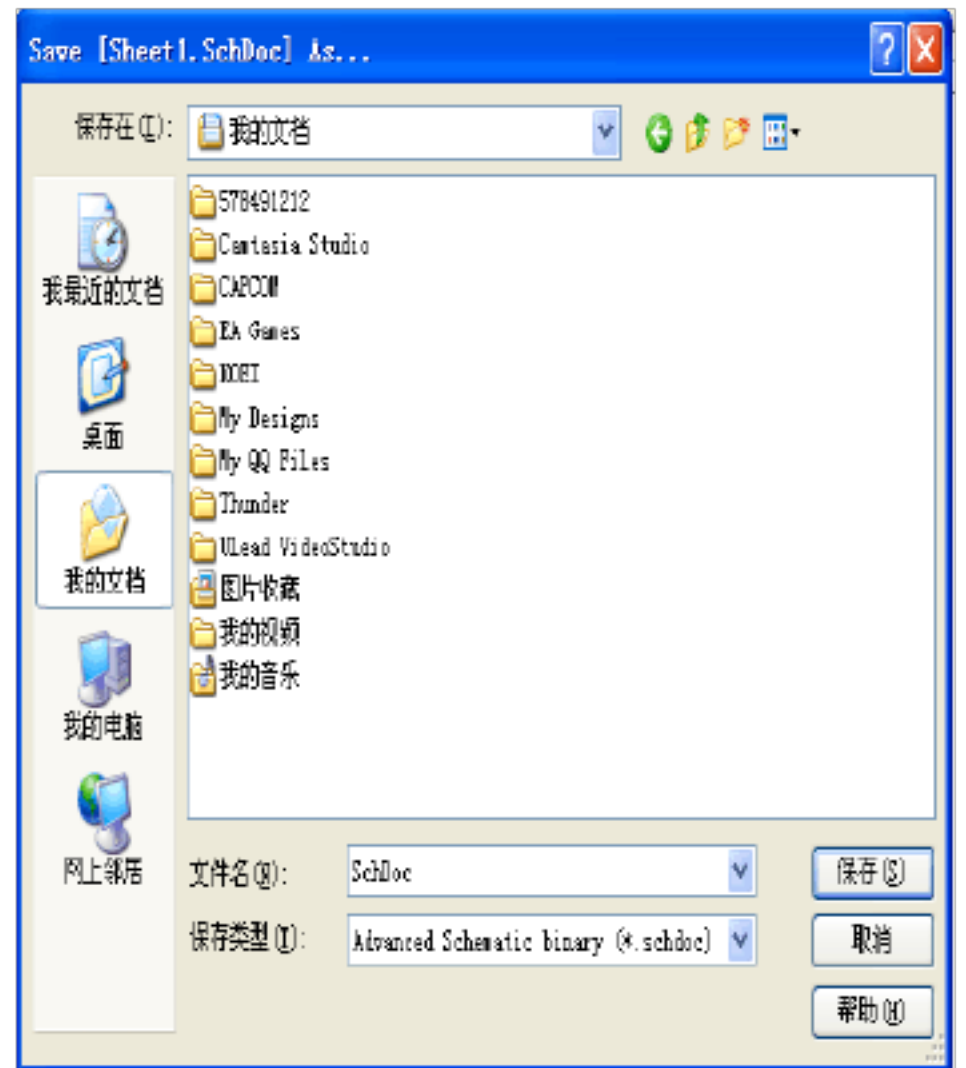 Save [Sheet1.SchDoc] As...
保存在(I):
我的文档
578491212
Camtasia Studio
CAPCOM
EA Games
KOEI
My Designs
My QQ Files
Thunder
Ulead VideoStudio
图片收藏
我的视频
我的音乐
我最近的文档
桌面
我的文档
我的电脑
网上邻居
文件名(N):
SchDoc
保存(S)
保存类型(T):
Advanced Schematic binary (*.schdoc)
取消
帮助(H)